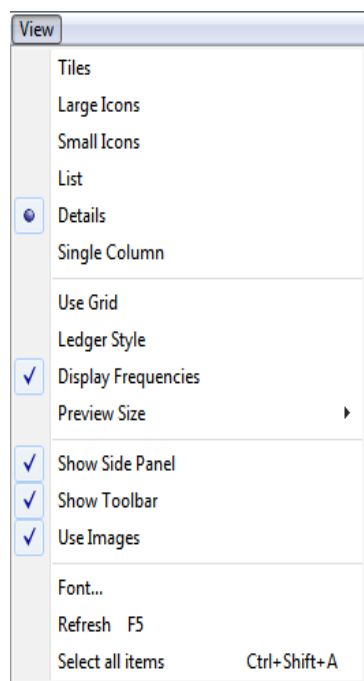 View
Tiles
Large Icons
Small Icons
List
Details
Single Column
Use Grid
Ledger Style
Display Frequencies
Preview Size
Show Side Panel
Show Toolbar
Use Images
Font...
Refresh F5
Select all items Ctrl+Shift+A